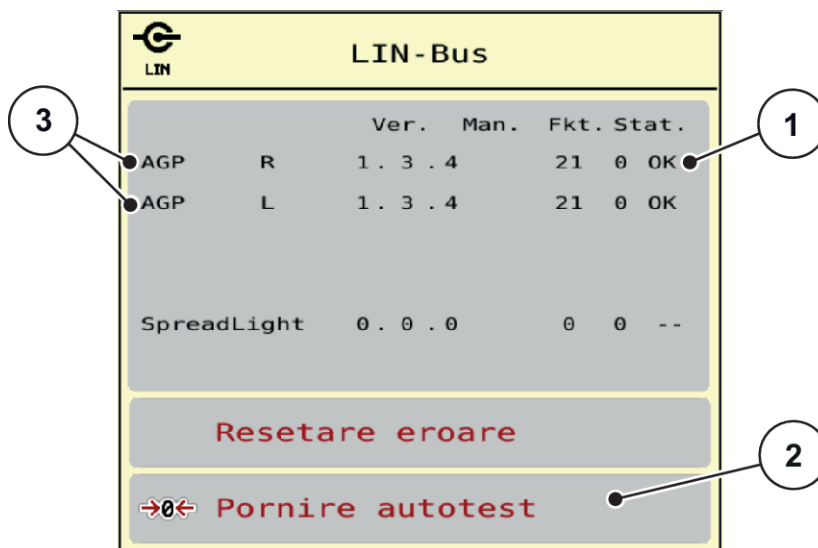 LIN
LIN-Bus
Ver. Man. Fkt. Stat.
AGP R 1.3.4 21 0 OK
AGP L 1.3.4 21 0 OK
SpreadLight 0.0.0 0 0 --
Resetare eroare
→0← Pornire autotest
3
1
2